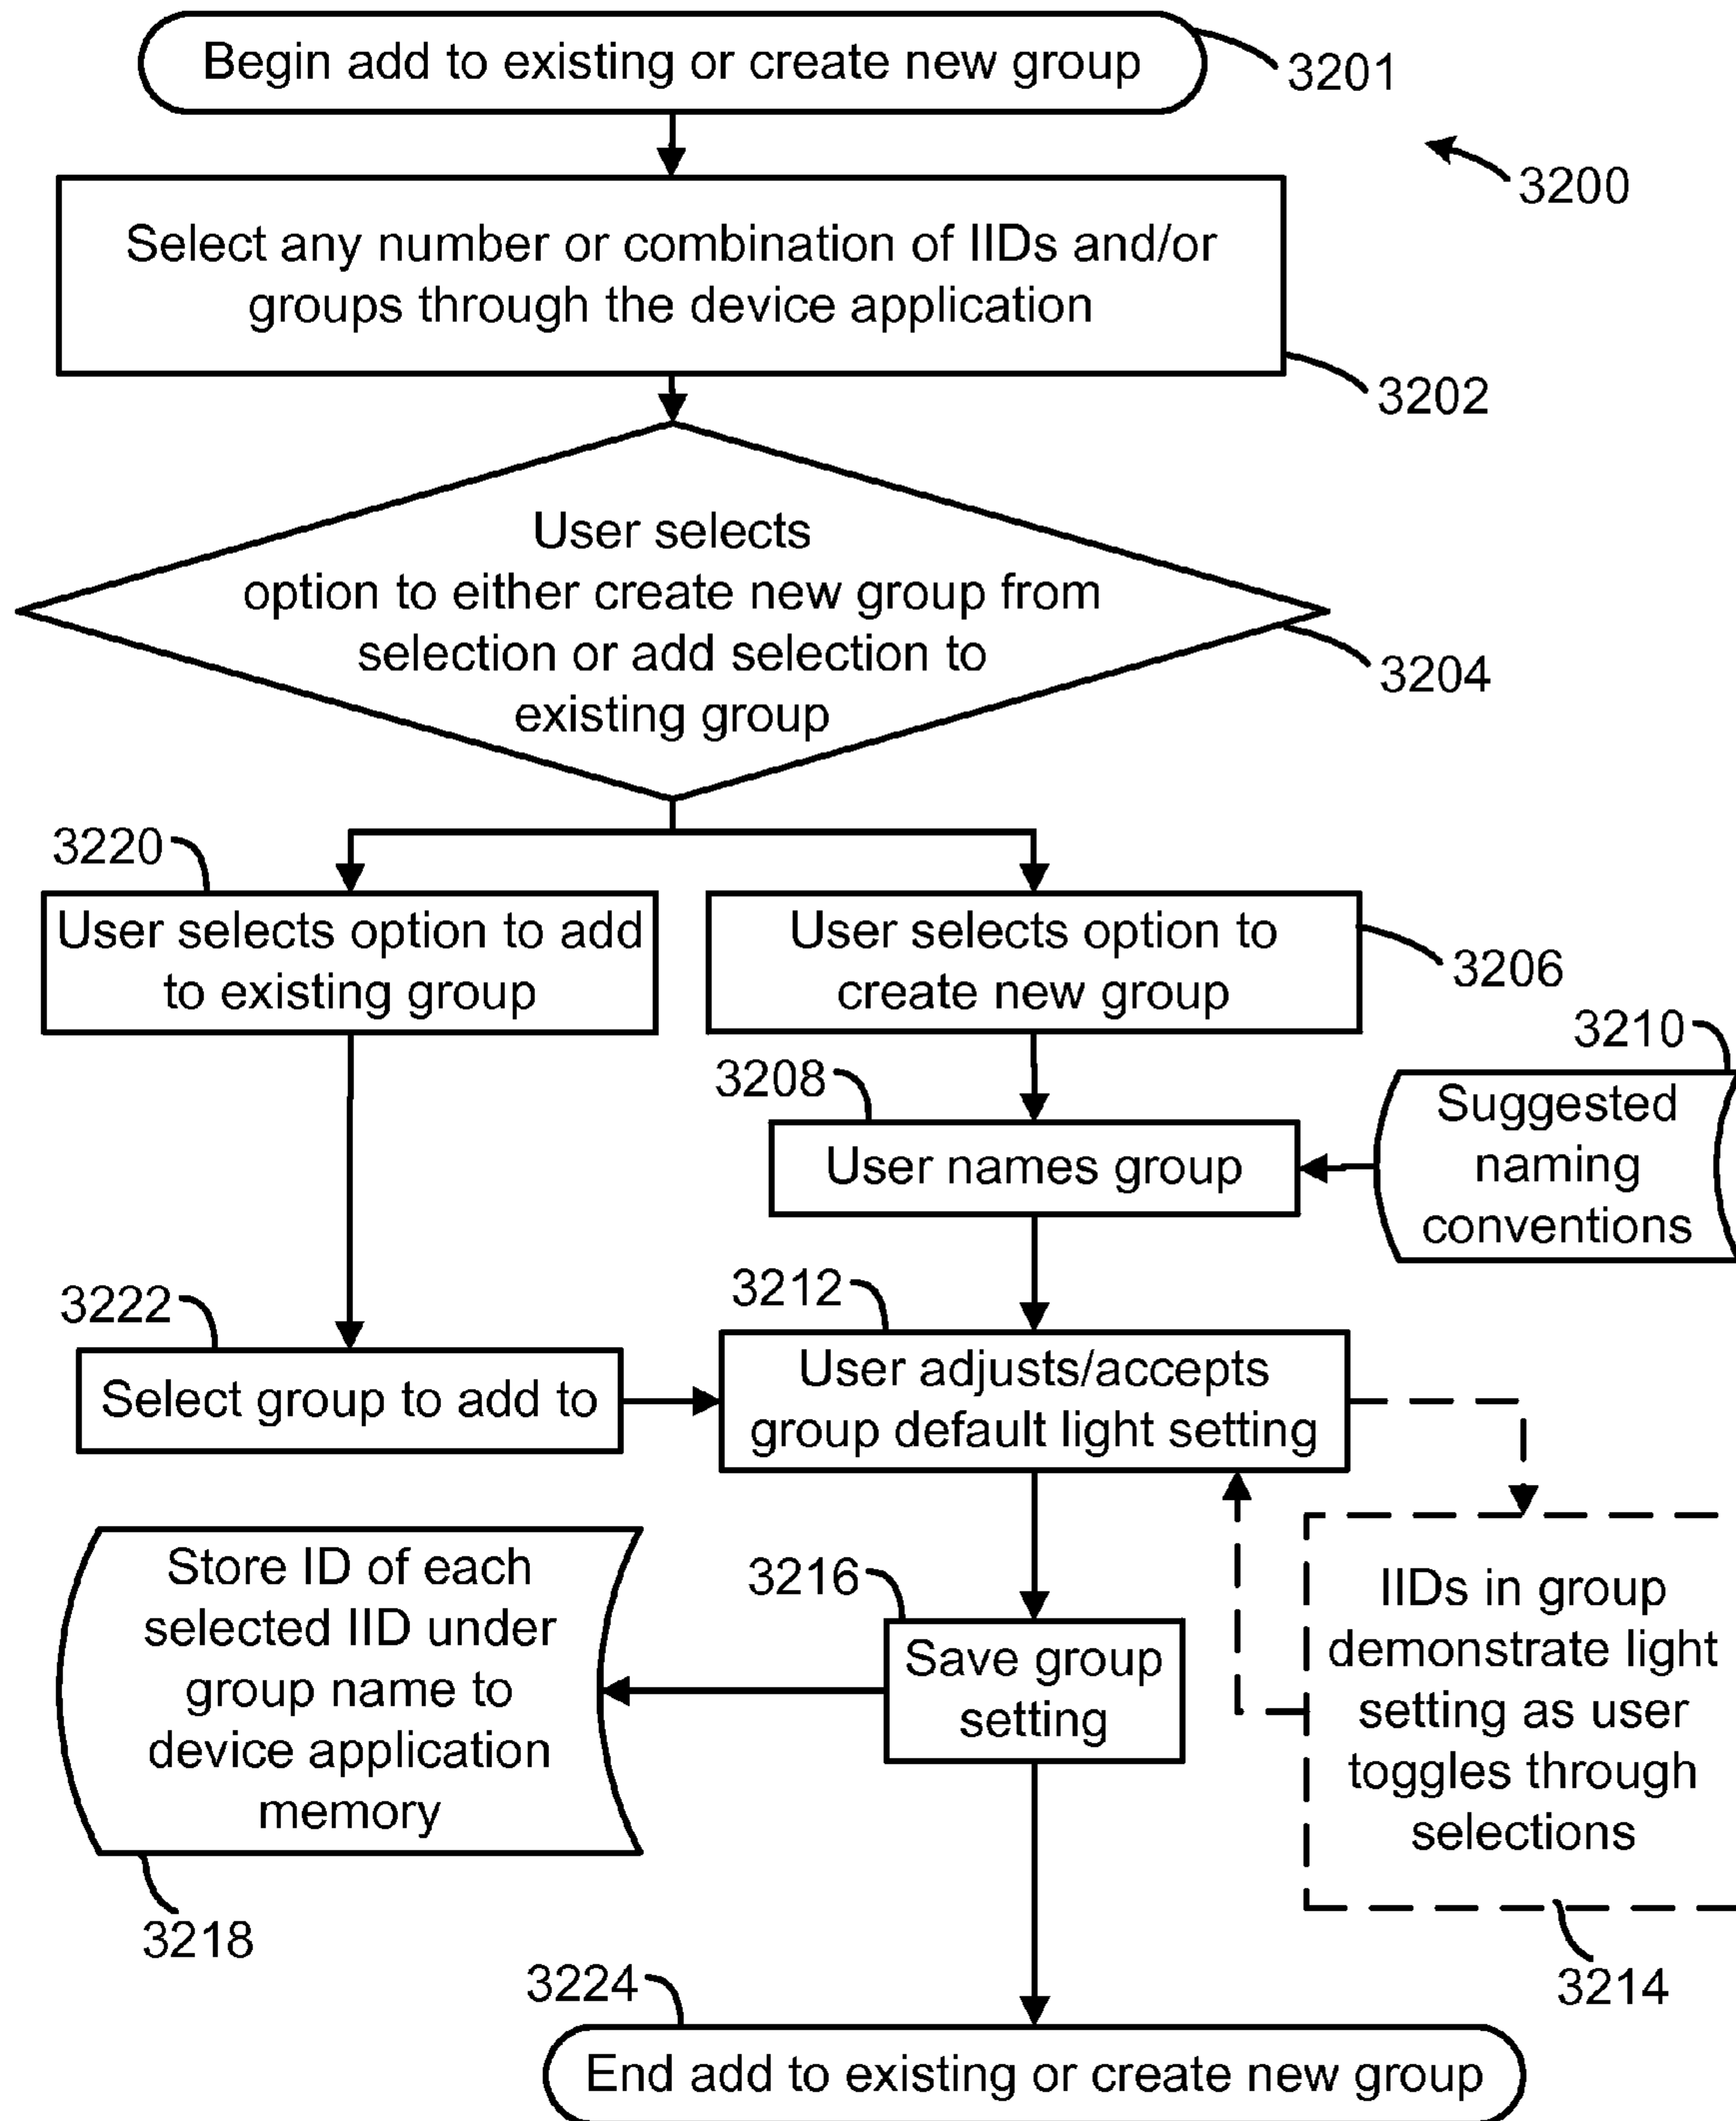 Begin add to existing or create new group
3201
3200
Select any number or combination of IIDs and/or
groups through the device application
3202
User selects
option to either create new group from
selection or add selection to
existing group
3204
3220
User selects option to add
to existing group
User selects option to
create new group
3206
3210
3208
Suggested
naming
conventions
User names group
3222
3212
Select group to add to
User adjusts/accepts
group default light setting
Store ID of each
selected IID under
group name to
device application
memory
3216
Save group
setting
IIDs in group
demonstrate light
setting as user
toggles through
selections
3218
3214
3224
End add to existing or create new group